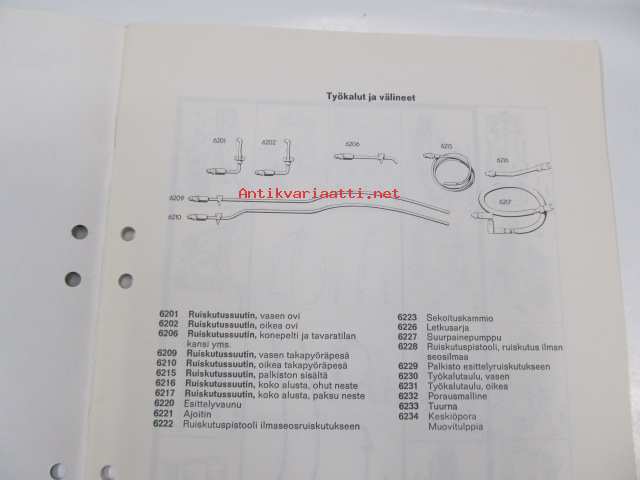 Työkalut ja välineet
6201
6202
6206
6215
6216
6217
6209
6210
Antikvariaatti.net
6201 Ruiskutussuutin, vasen ovi
6202 Ruiskutussuutin, oikea ovi
6206 Ruiskutussuutin, konepelti ja tavaratilan
kansi yms.
6209 Ruiskutussuutin, vasen takapyöräpesä
6210 Ruiskutussuutin, oikea takapyöräpesä
6215 Ruiskutussuutin, palkiston sisältä
6216 Ruiskutussuutin, koko alusta, ohut neste
6217 Ruiskutussuutin, koko alusta, paksu neste
6220 Esittelyvaunu
6221 Ajoitin
6222 Ruiskutuspistooli ilmaseosruiskutukseen
6223 Sekoituskammio
6226 Letkusarja
6227 Suurpainepumppu
6228 Ruiskutuspistooli, ruiskutus ilman
seosilmaa
6229 Palkisto esittelyruiskutukseen
6230 Työkalutaulu, vasen
6231 Työkalutaulu, oikea
6232 Porausmalline
6233 Tuurna
6234 Keskiöpora
Muovitulppia